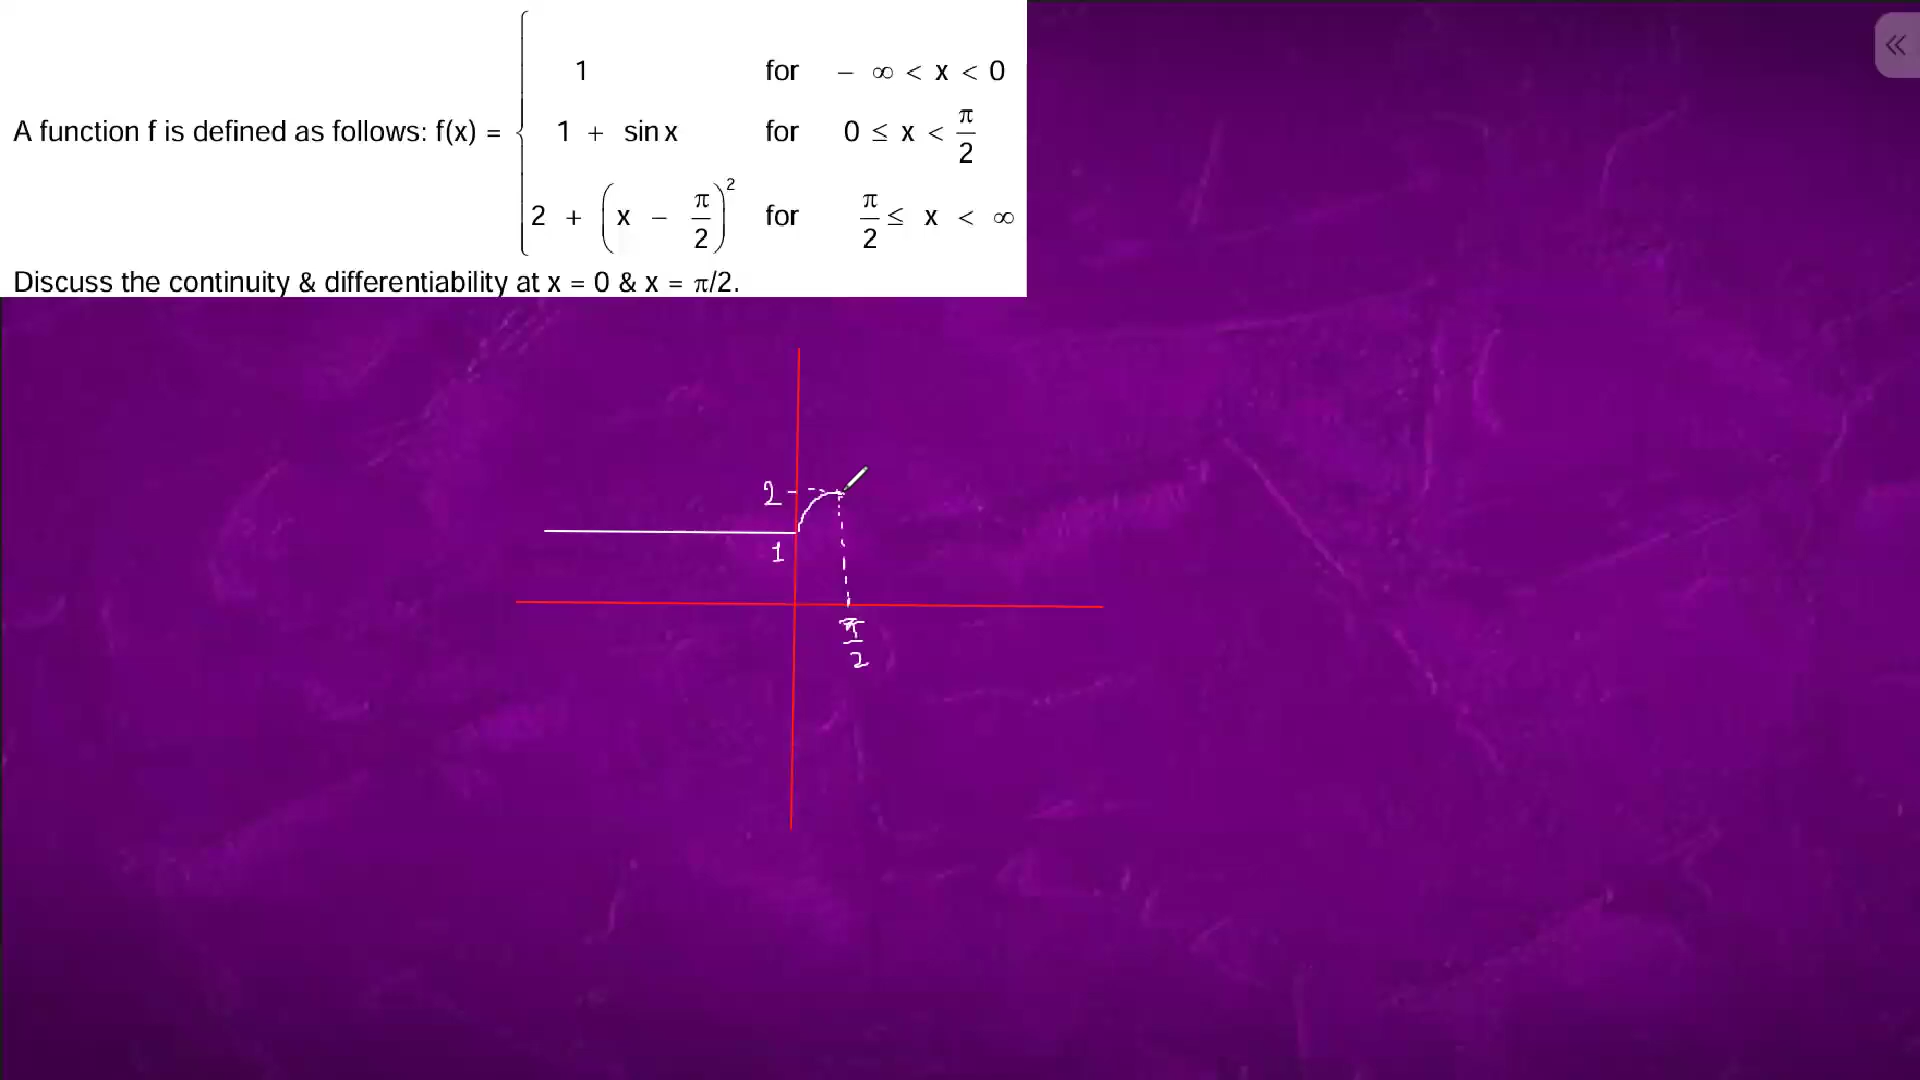 A function f is defined as follows: f(x) = { 1 for − ∞ < x < 0
1 + sin x for 0 ≤ x < π/2
2 + (x − π/2)² for π/2 ≤ x < ∞
Discuss the continuity & differentiability at x = 0 & x = π/2.
2
1
π/2